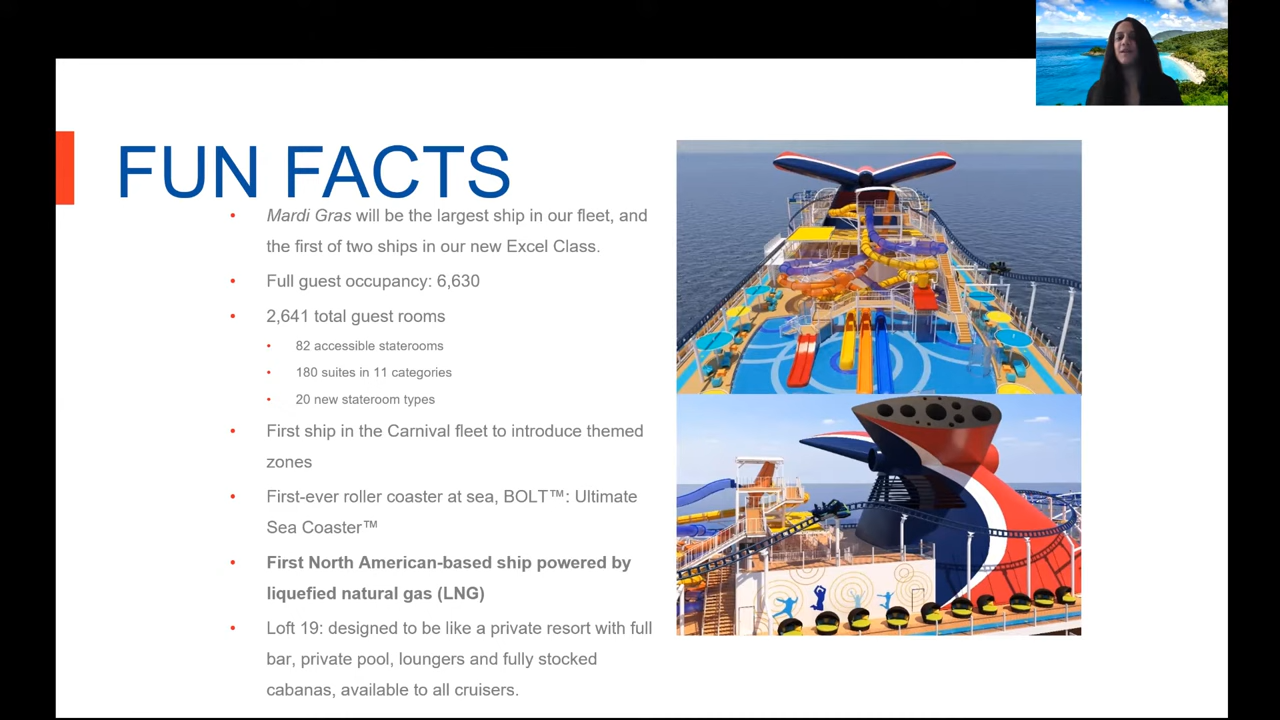 FUN FACTS
• Mardi Gras will be the largest ship in our fleet, and
the first of two ships in our new Excel Class.
• Full guest occupancy: 6,630
• 2,641 total guest rooms
• 82 accessible staterooms
• 180 suites in 11 categories
• 20 new stateroom types
• First ship in the Carnival fleet to introduce themed
zones
• First-ever roller coaster at sea, BOLT™: Ultimate
Sea Coaster™
• First North American-based ship powered by
liquefied natural gas (LNG)
• Loft 19: designed to be like a private resort with full
bar, private pool, loungers and fully stocked
cabanas, available to all cruisers.